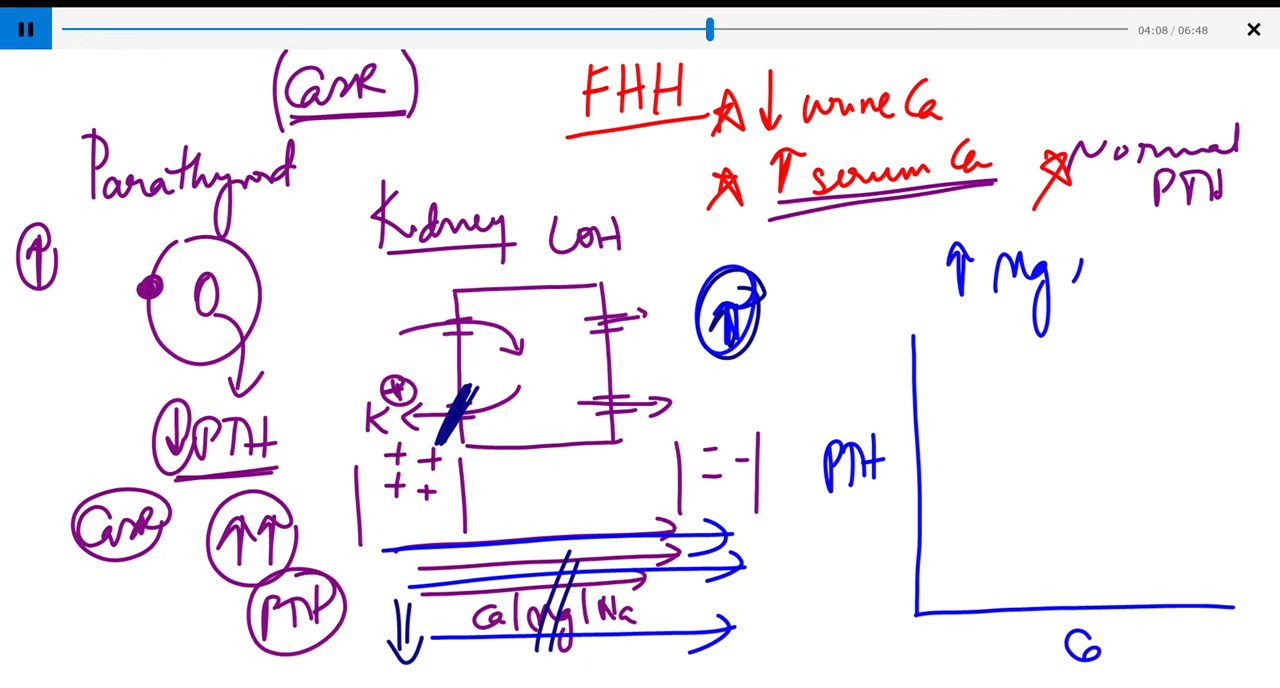 04:08 / 06:48
(CaSR)
FHH ↓ urine Ca
↑ serum Ca
Normal
PTH
Parathyroid
Kidney LOH
↑ Mg,
↑
K+
+ +
+ +
= -
↓PTH
CaSR
↑↑
PTH
Ca/Mg/Na
↓
PTH
Ca